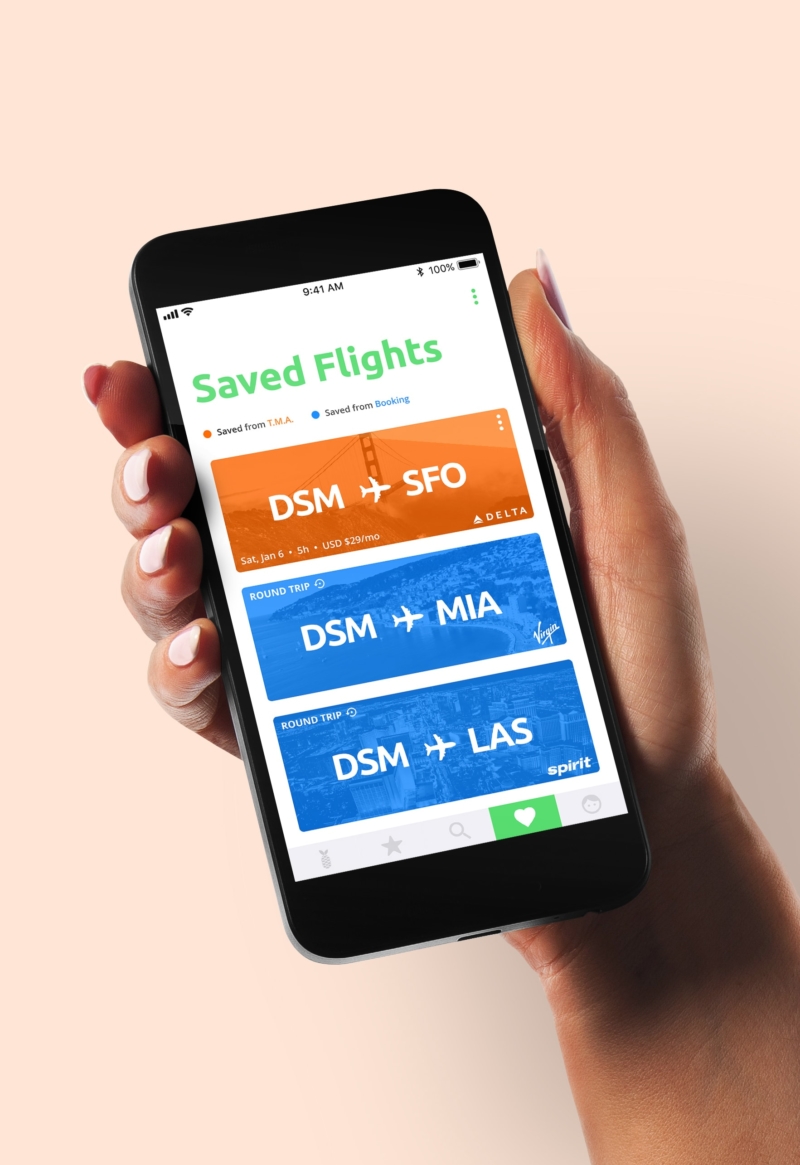 9:41 AM
100%
Saved Flights
Saved from T.M.A.
Saved from Booking
DSM SFO
Sat, Jan 6 • 5h • USD $29/mo
DELTA
ROUND TRIP
DSM MIA
Virgin
ROUND TRIP
DSM LAS
spirit